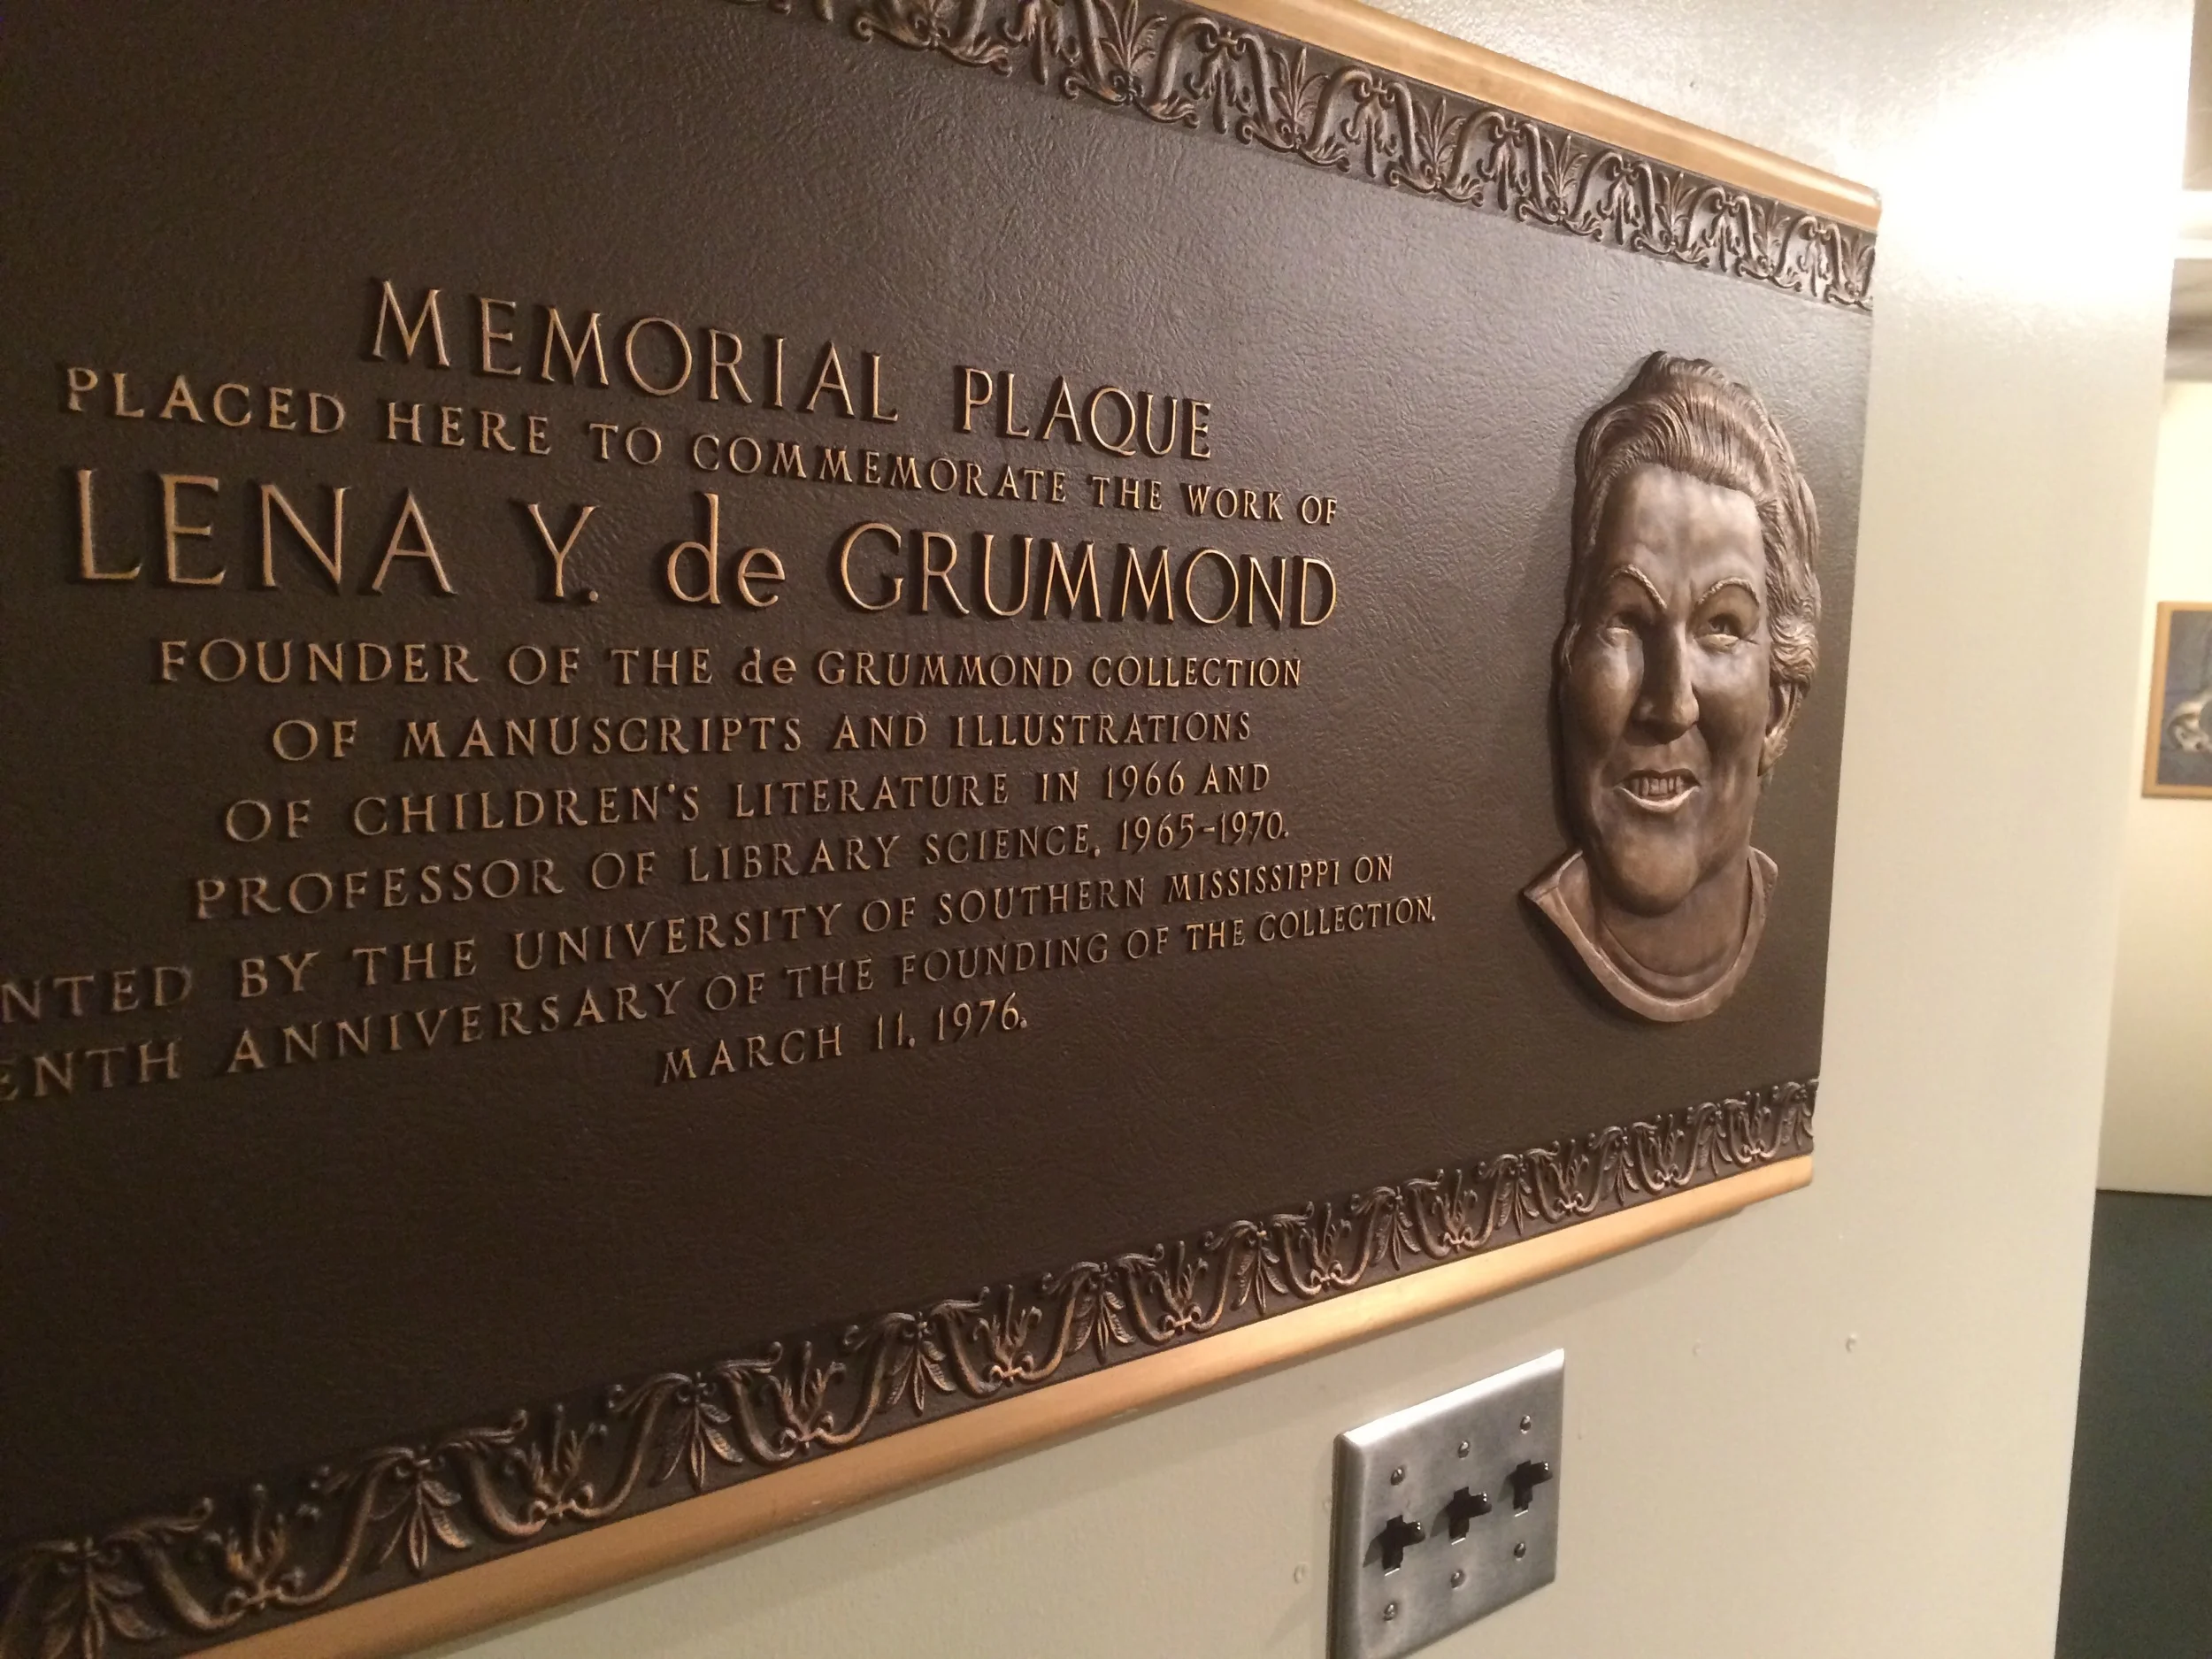 MEMORIAL PLAQUE
PLACED HERE TO COMMEMORATE THE WORK OF
LENA Y. de GRUMMOND
FOUNDER OF THE de GRUMMOND COLLECTION
OF MANUSCRIPTS AND ILLUSTRATIONS
OF CHILDREN'S LITERATURE IN 1966 AND
PROFESSOR OF LIBRARY SCIENCE, 1965-1970.
NTED BY THE UNIVERSITY OF SOUTHERN MISSISSIPPI ON
ENTH ANNIVERSARY OF THE FOUNDING OF THE COLLECTION.
MARCH 11, 1976.